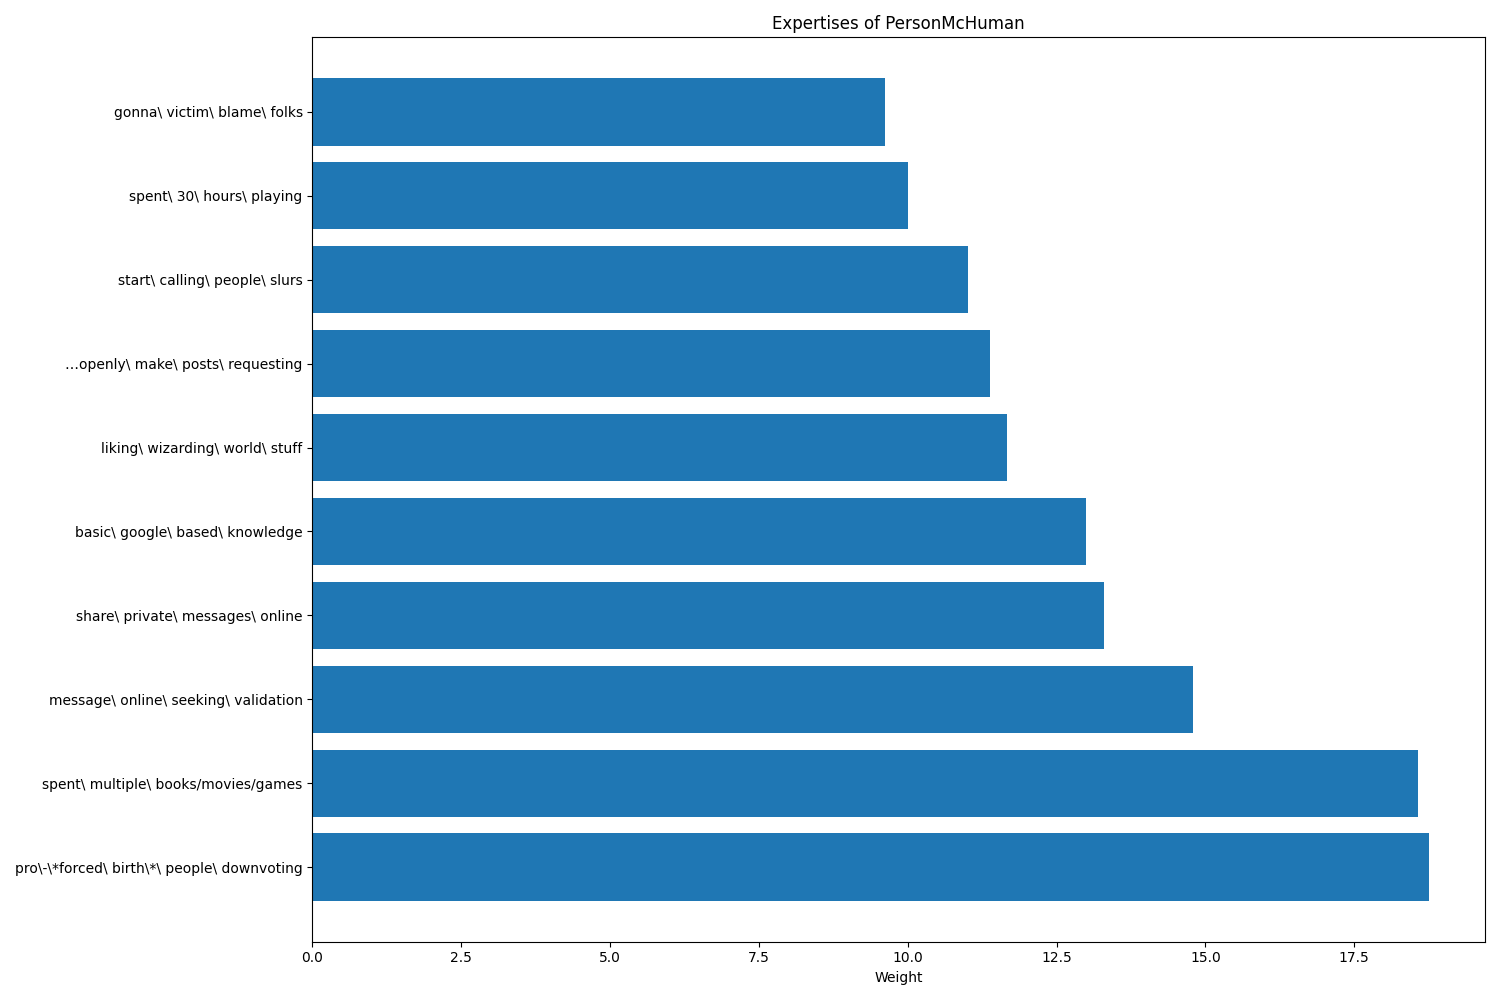 Expertises of PersonMcHuman
gonna\ victim\ blame\ folks
spent\ 30\ hours\ playing
start\ calling\ people\ slurs
...openly\ make\ posts\ requesting
liking\ wizarding\ world\ stuff
basic\ google\ based\ knowledge
share\ private\ messages\ online
message\ online\ seeking\ validation
spent\ multiple\ books/movies/games
pro\-\*forced\ birth\*\ people\ downvoting
0.0 2.5 5.0 7.5 10.0 12.5 15.0 17.5
Weight